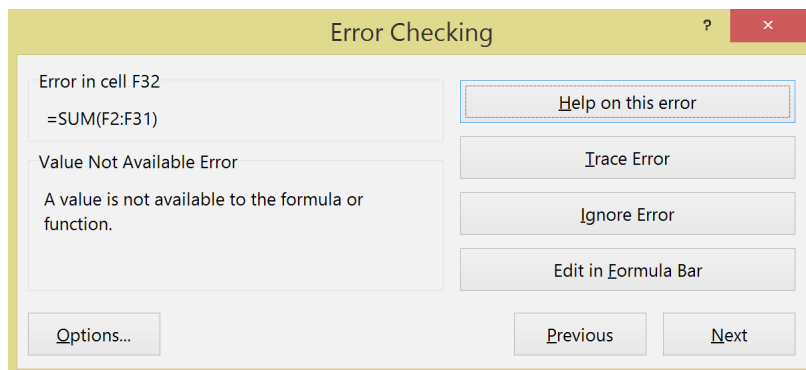 Error Checking
?
×
Error in cell F32
=SUM(F2:F31)
Value Not Available Error
A value is not available to the formula or
function.
Help on this error
Trace Error
Ignore Error
Edit in Formula Bar
Options...
Previous
Next